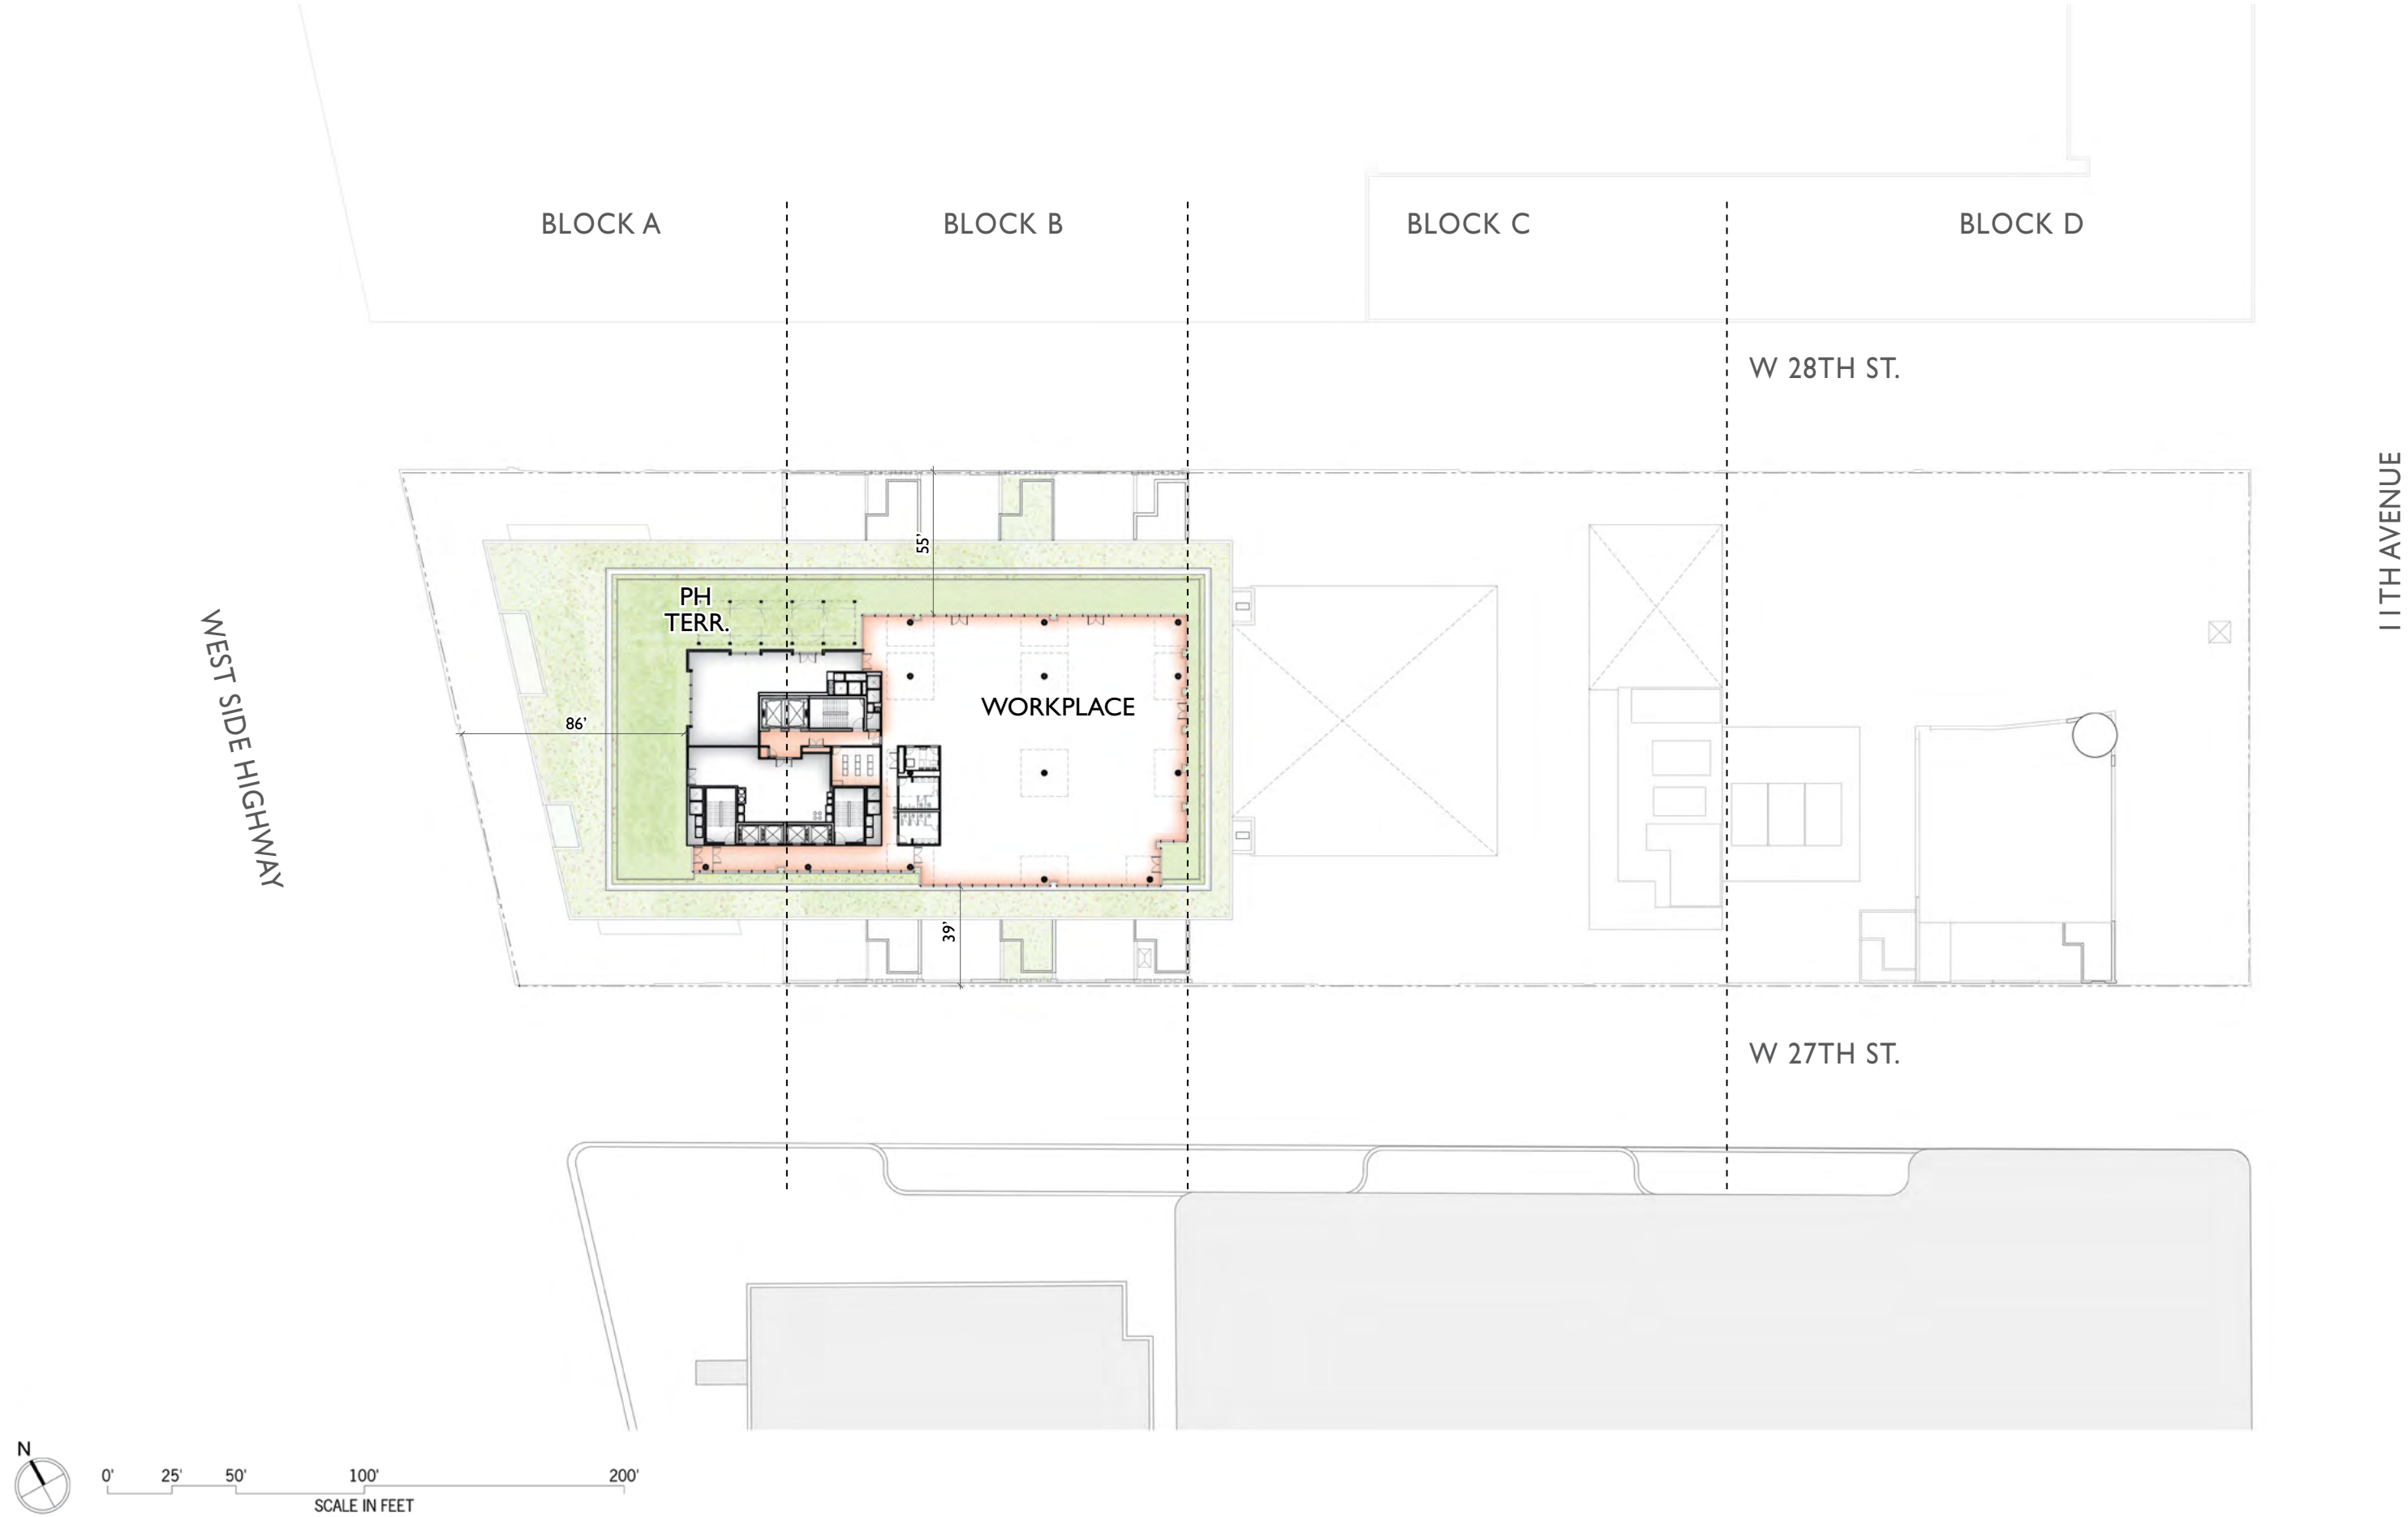 BLOCK A
BLOCK B
BLOCK C
BLOCK D
W 28TH ST.
11TH AVENUE
55'
PH
TERR.
WEST SIDE HIGHWAY
86'
WORKPLACE
39'
W 27TH ST.
N
0'
25'
50'
100'
200'
SCALE IN FEET